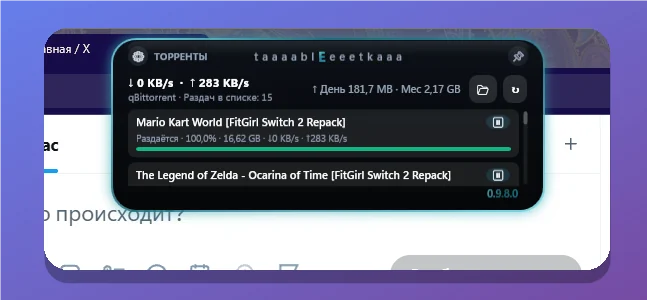 авная / X
ТОРРЕНТЫ
taaaablEeeetkaaa
↓ 0 KB/s · ↑ 283 KB/s
qBittorrent · Раздач в списке: 15
↑ День 181,7 MB · Мес 2,17 GB
Mario Kart World [FitGirl Switch 2 Repack]
Раздаётся · 100,0% · 16,62 GB · ↓0 KB/s · ↑283 KB/s
ас
The Legend of Zelda - Ocarina of Time [FitGirl Switch 2 Repack]
0.9.8.0
о происходит?